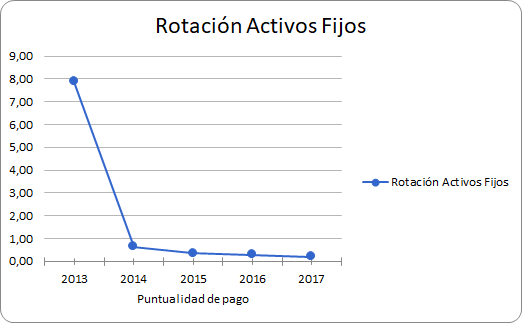 Rotación Activos Fijos
9,00
8,00
7,00
6,00
5,00
4,00
3,00
2,00
1,00
0,00
2013 2014 2015 2016 2017
Puntualidad de pago
Rotación Activos Fijos